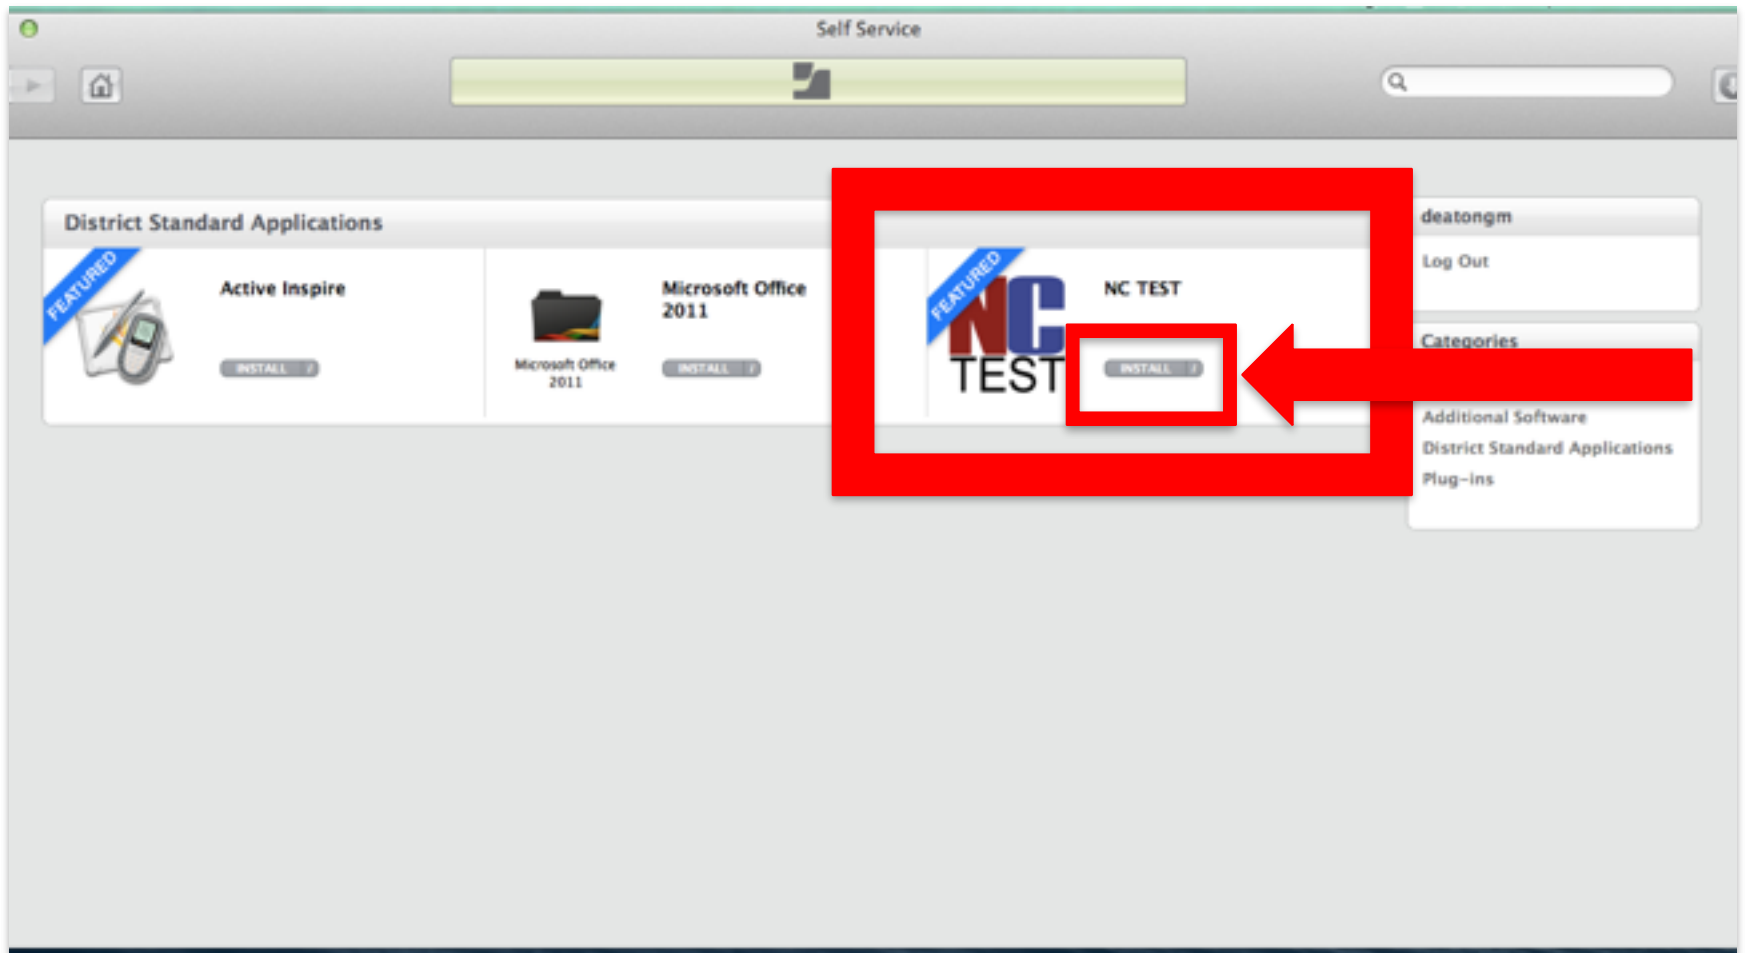 Self Service
District Standard Applications
FEATURED
Active Inspire
INSTALL i
Microsoft Office
2011
Microsoft Office
2011
INSTALL i
FEATURED
NC
TEST
NC TEST
INSTALL i
deatongm
Log Out
Categories
Additional Software
District Standard Applications
Plug-ins